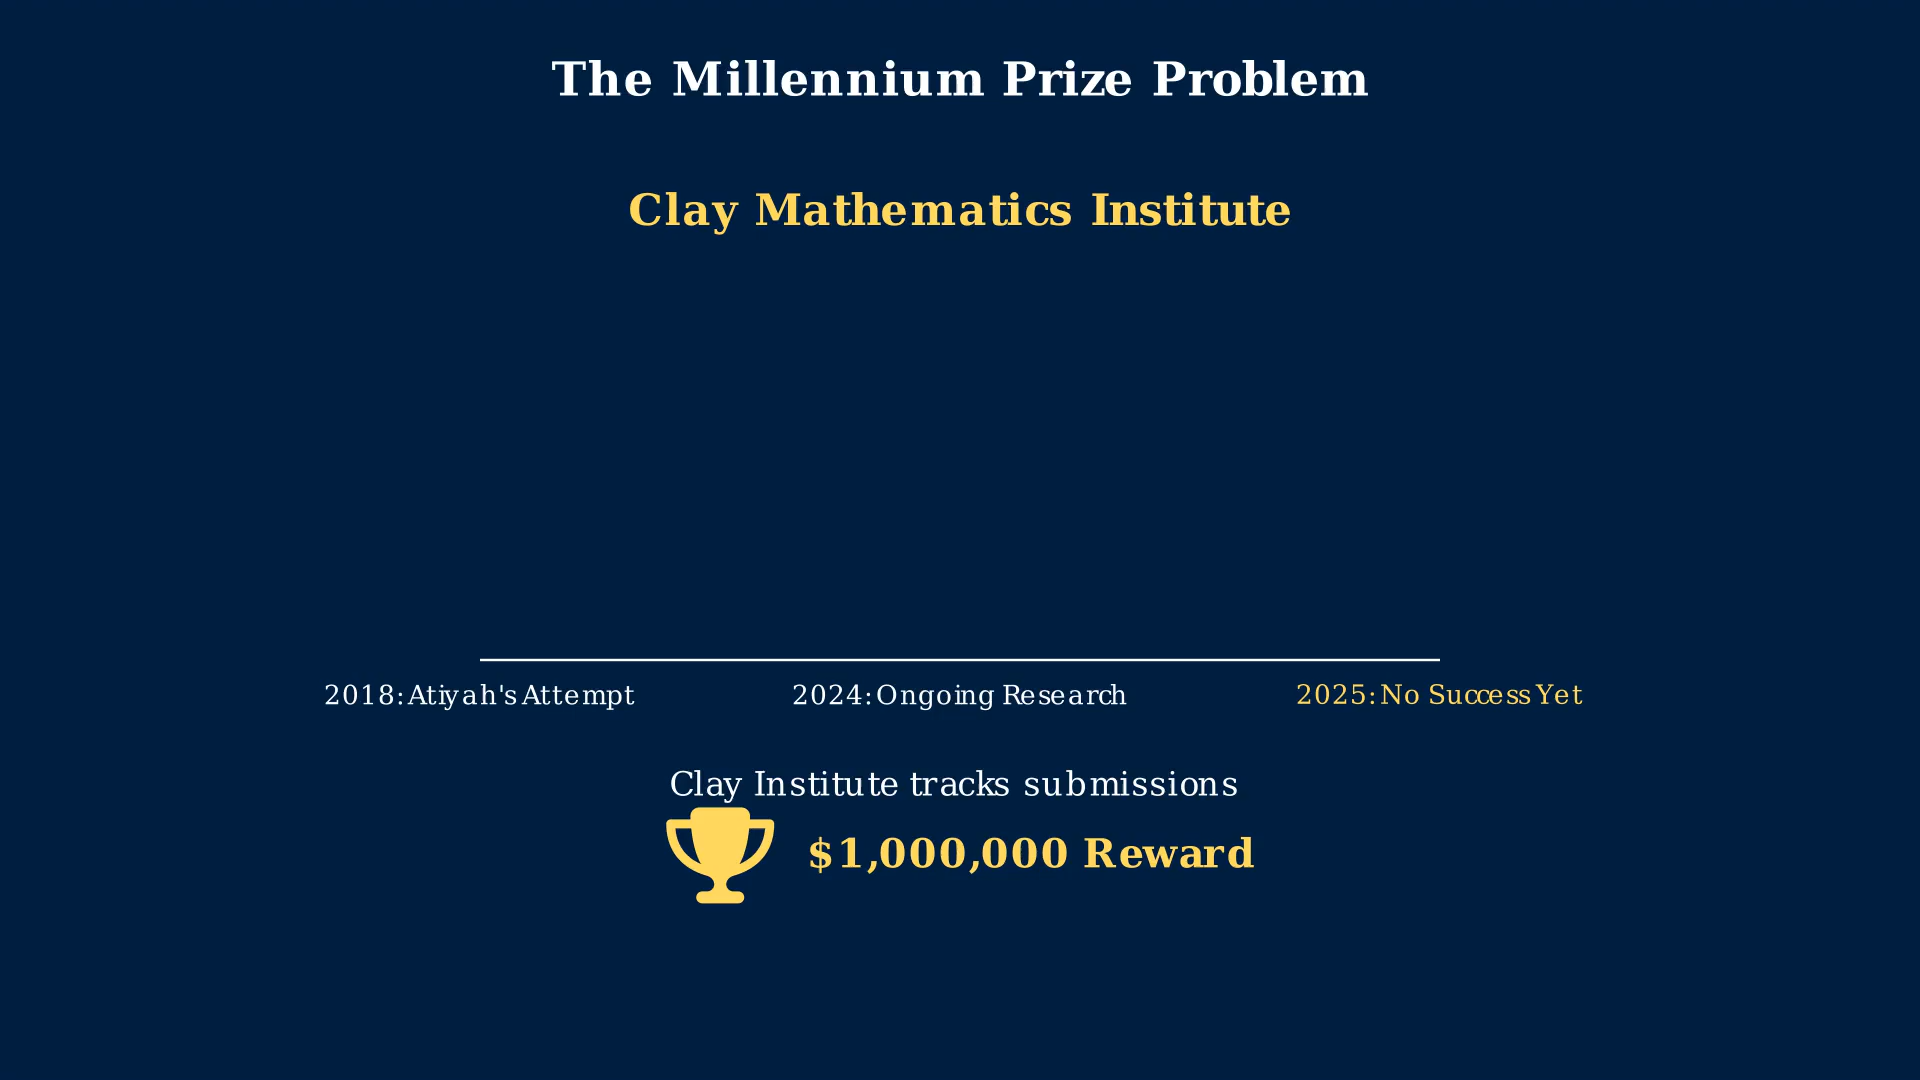 The Millennium Prize Problem
Clay Mathematics Institute
2018: Atiyah's Attempt
2024: Ongoing Research
2025: No Success Yet
Clay Institute tracks submissions
$1,000,000 Reward